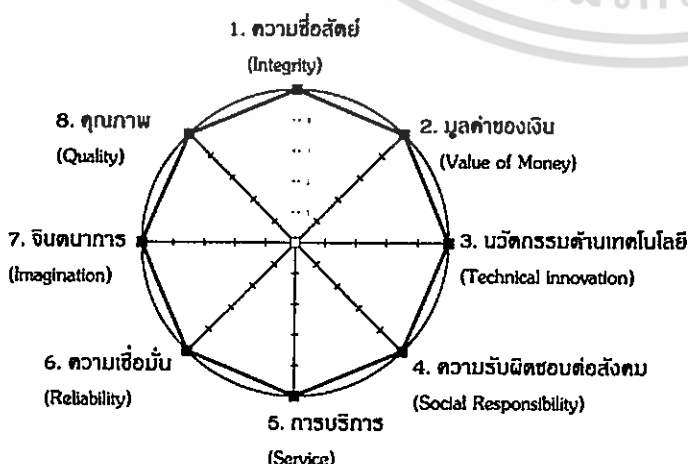 1. ความซื่อสัตย์
(Integrity)
8. คุณภาพ
(Quality)
2. มูลค่าของเงิน
(Value of Money)
7. จินตนาการ
(Imagination)
3. นวัตกรรมด้านเทคโนโลยี
(Technical innovation)
6. ความเชื่อมั่น
(Reliability)
4. ความรับผิดชอบต่อสังคม
(Social Responsibility)
5. การบริการ
(Service)